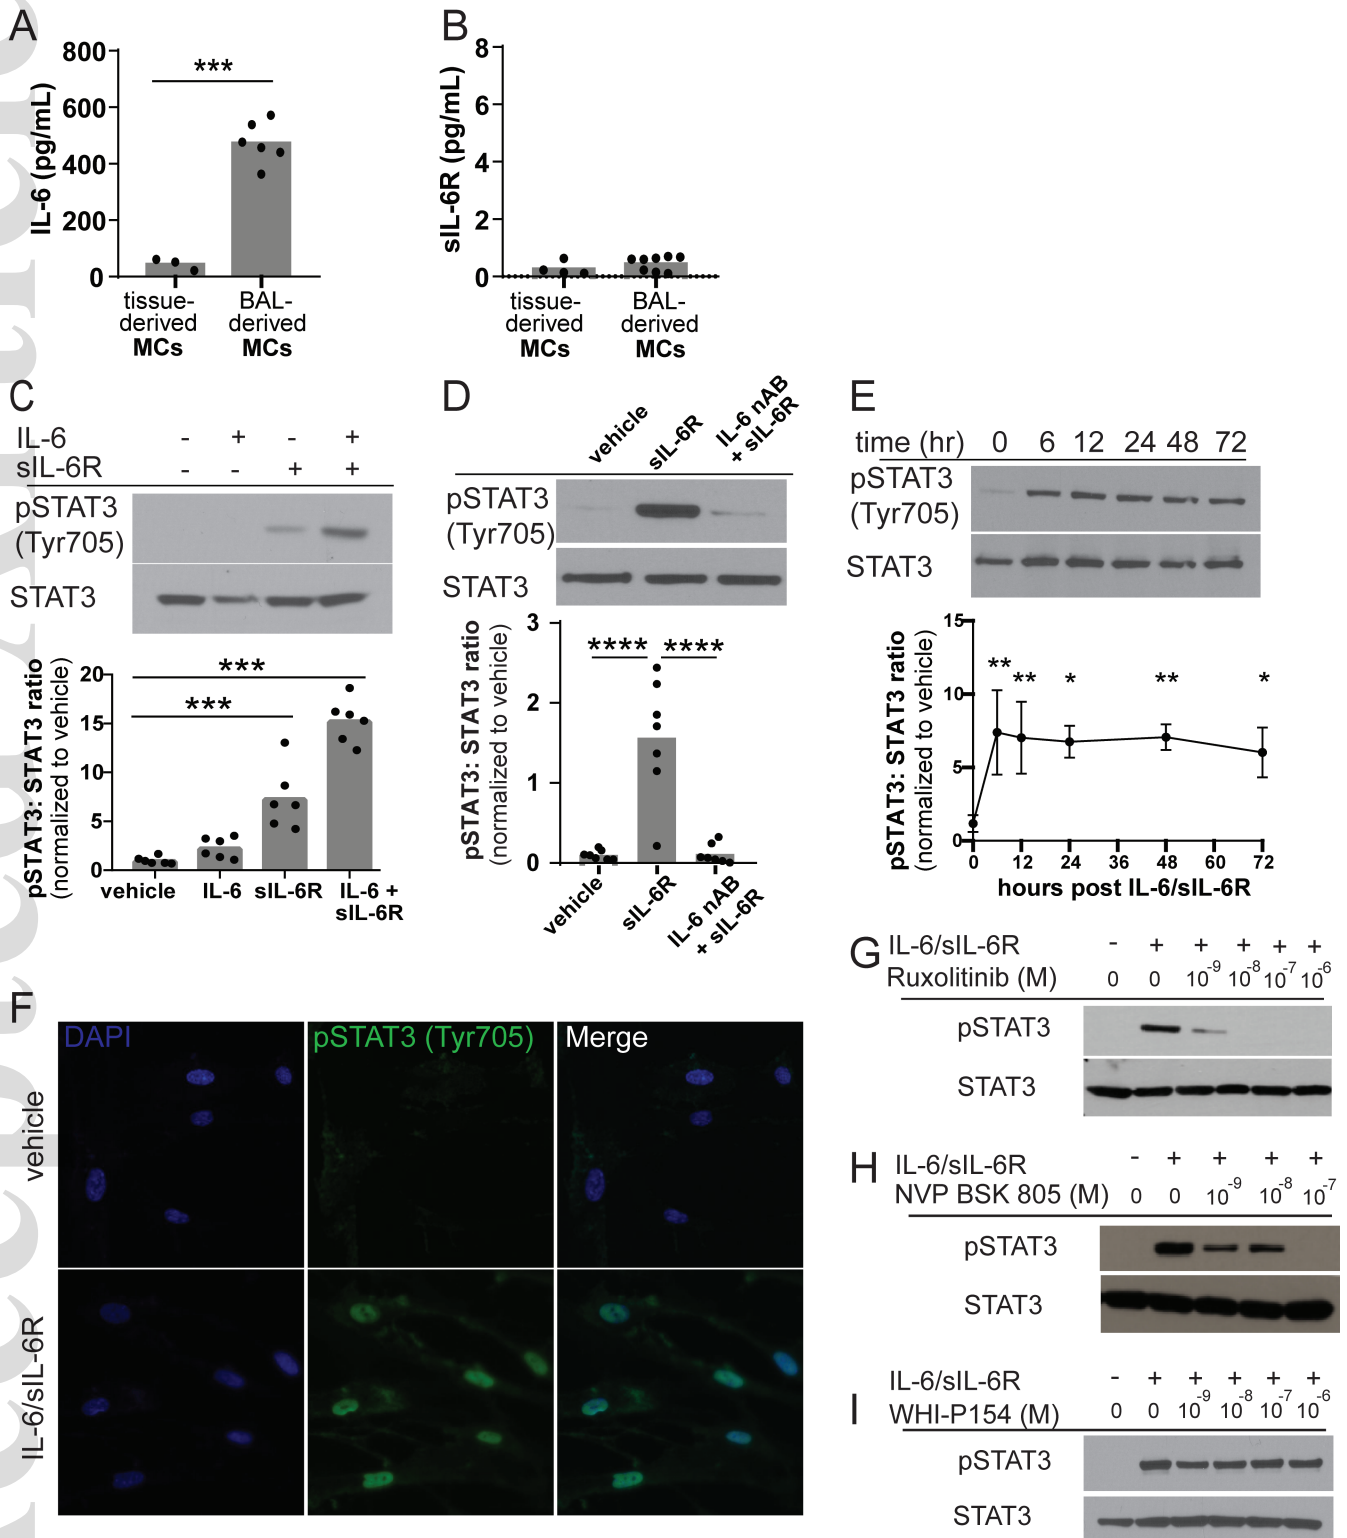 A
800
600
400
200
0
IL-6 (pg/mL)
***
tissue-
derived
MCs
BAL-
derived
MCs
B
8
6
4
2
0
sIL-6R (pg/mL)
tissue-
derived
MCs
BAL-
derived
MCs
C
IL-6 - + - +
sIL-6R - - + +
pSTAT3
(Tyr705)
STAT3
pSTAT3: STAT3 ratio
(normalized to vehicle)
20
15
10
5
0
***
***
vehicle IL-6 sIL-6R IL-6 +
sIL-6R
D
vehicle
sIL-6R
IL-6 nAB
+ sIL-6R
pSTAT3
(Tyr705)
STAT3
pSTAT3: STAT3 ratio
(normalized to vehicle)
3
2
1
0
**** ****
vehicle
sIL-6R
IL-6 nAB
+ sIL-6R
E
time (hr) 0 6 12 24 48 72
pSTAT3
(Tyr705)
STAT3
pSTAT3: STAT3 ratio
(normalized to vehicle)
15
10
5
0
** ** * ** *
0 12 24 36 48 60 72
hours post IL-6/sIL-6R
F
DAPI
pSTAT3 (Tyr705)
Merge
vehicle
IL-6/sIL-6R
G
IL-6/sIL-6R - + + + + +
Ruxolitinib (M) 0 0 10-9 10-8 10-7 10-6
pSTAT3
STAT3
H
IL-6/sIL-6R - + + + +
NVP BSK 805 (M) 0 0 10-9 10-8 10-7
pSTAT3
STAT3
I
IL-6/sIL-6R - + + + + +
WHI-P154 (M) 0 0 10-9 10-8 10-7 10-6
pSTAT3
STAT3